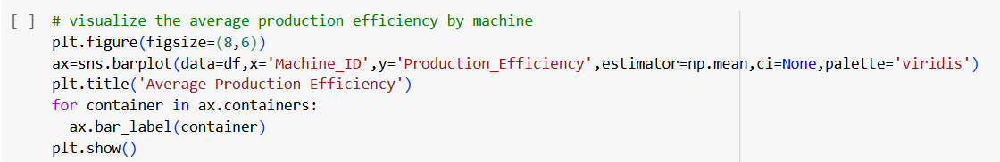 [ ] # visualize the average production efficiency by machine
plt.figure(figsize=(8,6))
ax=sns.barplot(data=df,x='Machine_ID',y='Production_Efficiency',estimator=np.mean,ci=None,palette='viridis')
plt.title('Average Production Efficiency')
for container in ax.containers:
  ax.bar_label(container)
plt.show()